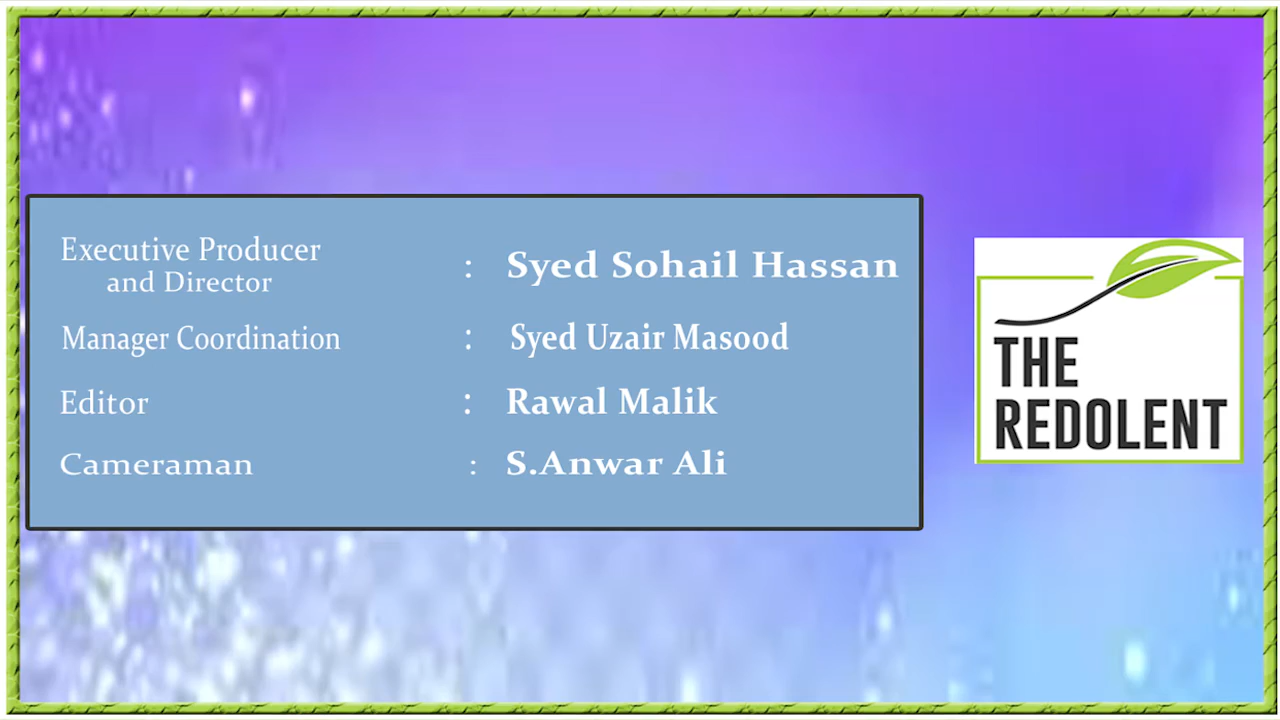 Executive Producer
and Director : Syed Sohail Hassan
Manager Coordination : Syed Uzair Masood
Editor : Rawal Malik
Cameraman : S.Anwar Ali
THE
REDOLENT